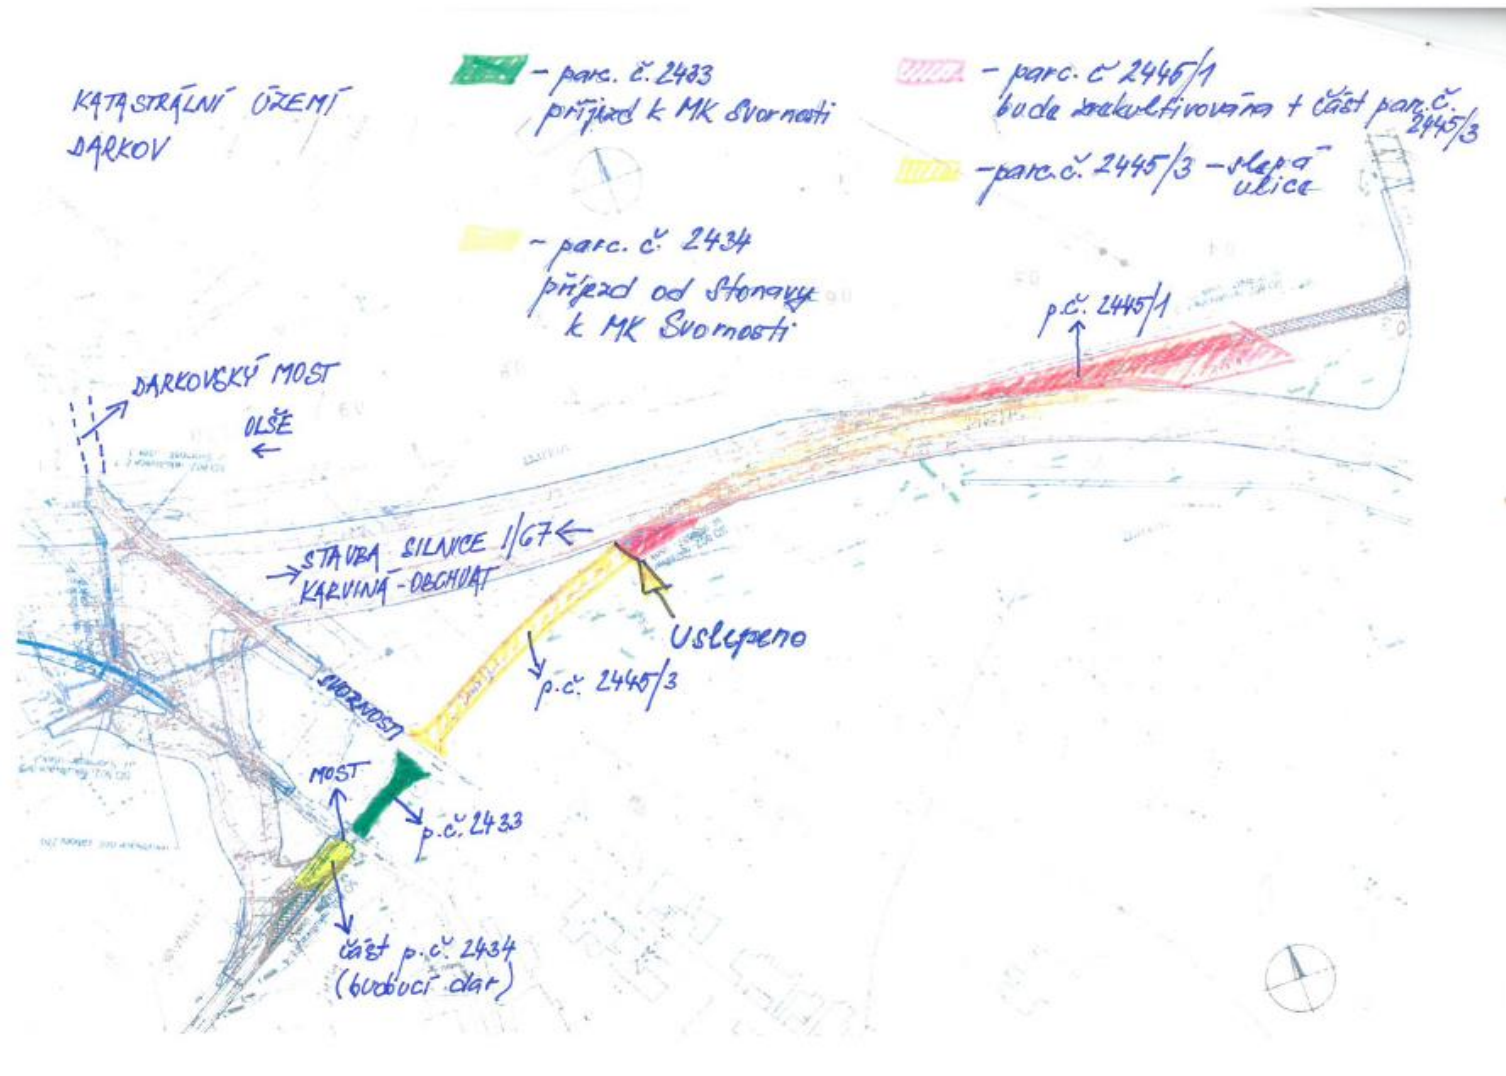 KATASTRÁLNÍ ÚZEMÍ
DARKOV
- parc. č. 2433
příjezd k MK Svornosti
- parc. č. 2434
příjezd od Stonavy
k MK Svornosti
- parc. č 2445/1
bude zrekultivována + část parc. č.
2445/3
- parc. č. 2445/3 - slepá
ulice
p.č. 2445/1
DARKOVSKÝ MOST
OLŠE
STAVBA SILNICE I/67
KARVINÁ - OBCHVAT
Uslepeno
p.č. 2445/3
SVORNOSTI
MOST
p.č. 2433
část p.č. 2434
(budoucí dar)